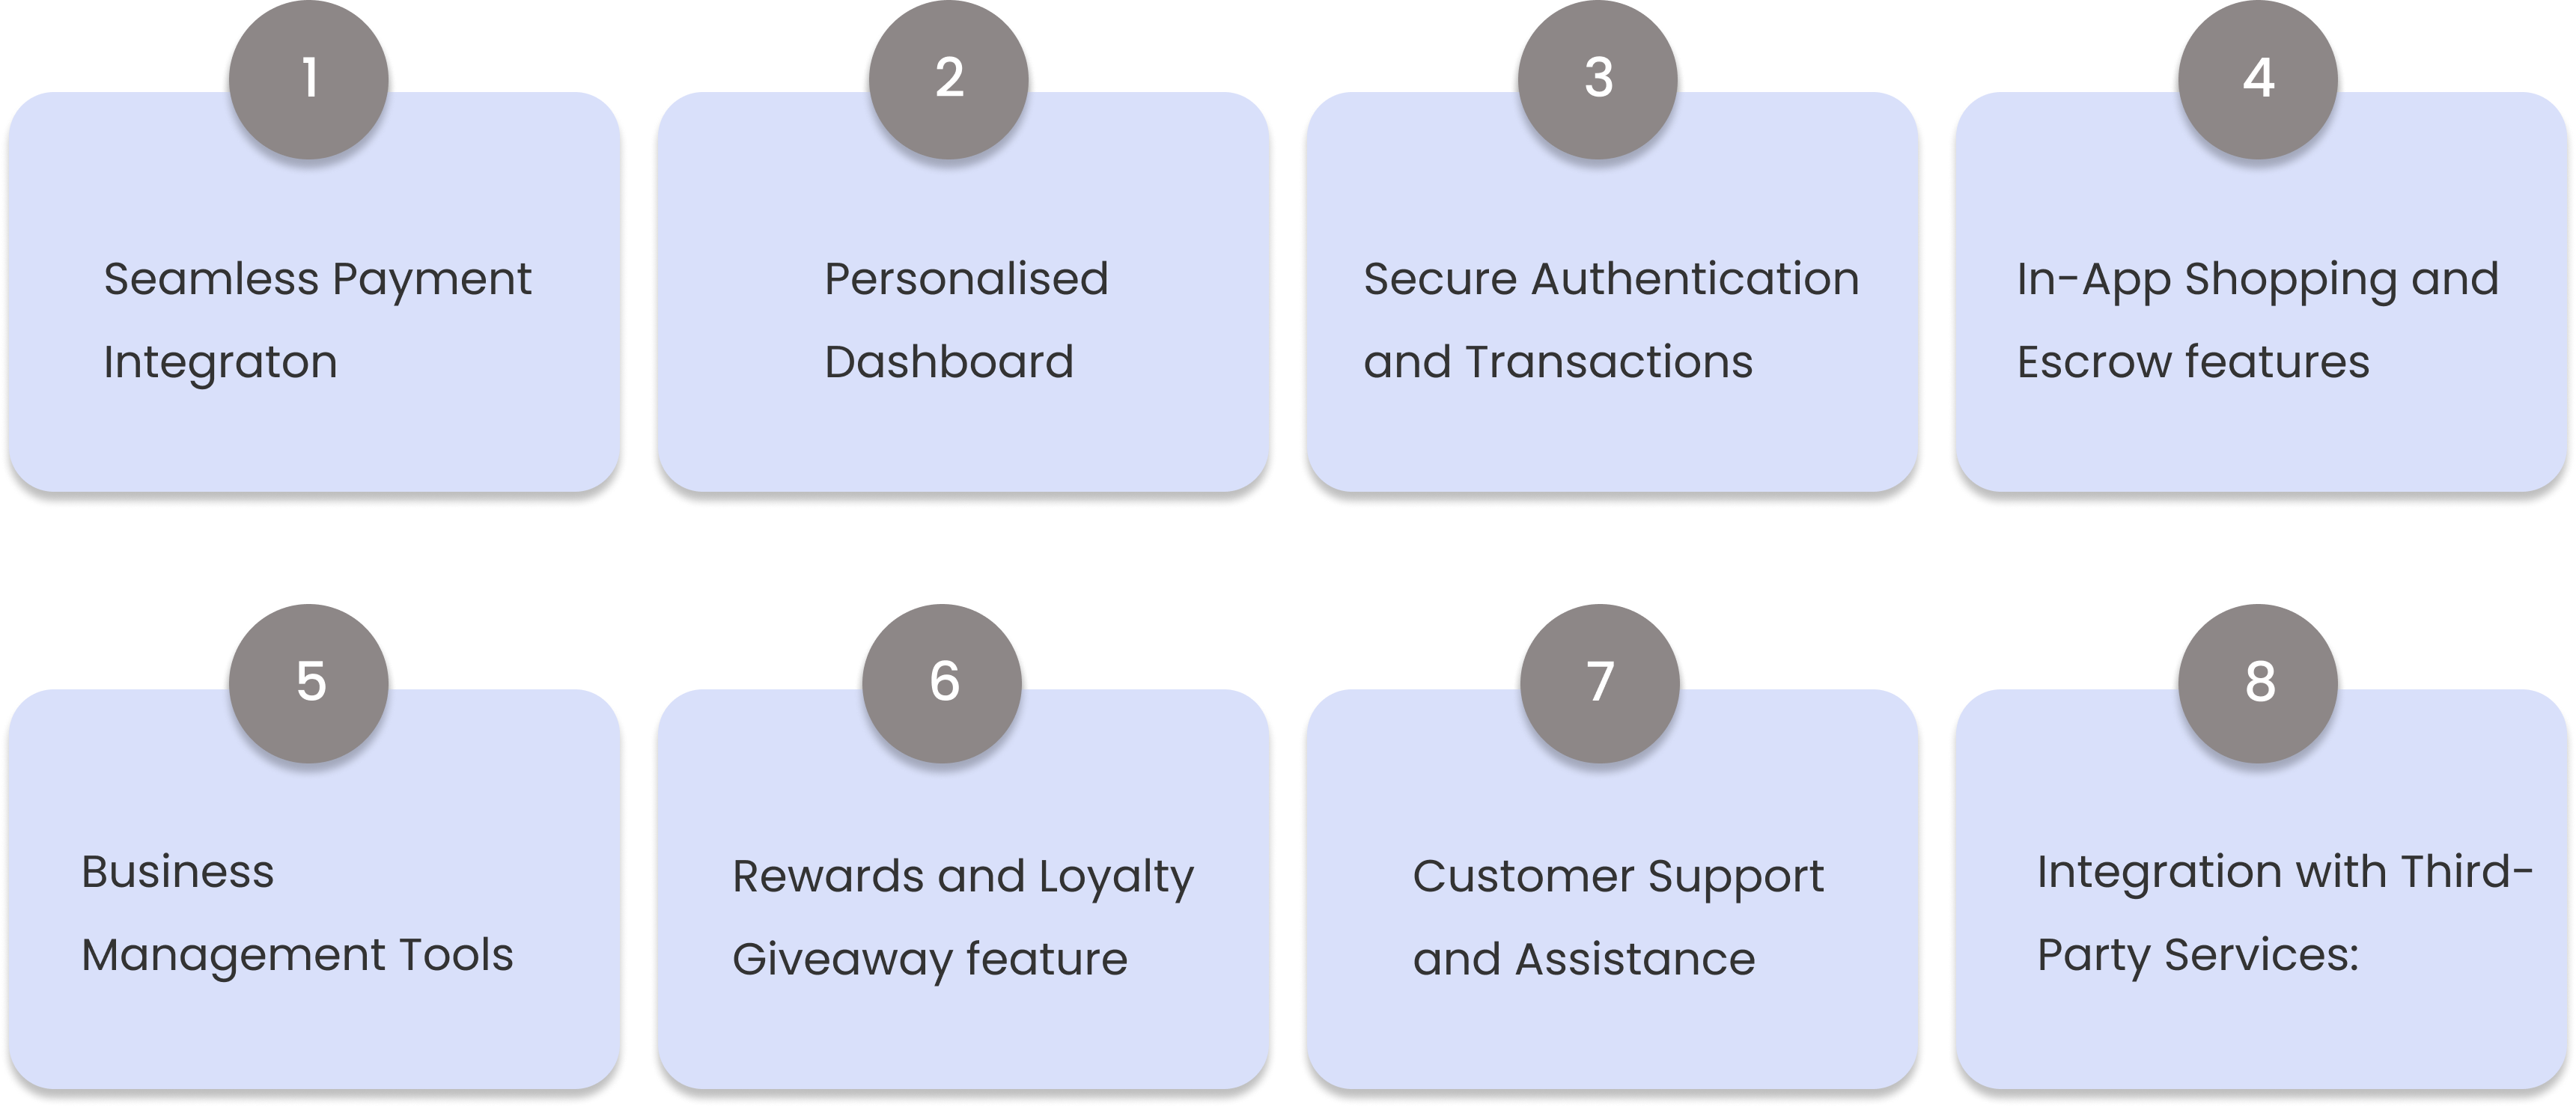 1
Seamless Payment
Integraton
2
Personalised
Dashboard
3
Secure Authentication
and Transactions
4
In-App Shopping and
Escrow features
5
Business
Management Tools
6
Rewards and Loyalty
Giveaway feature
7
Customer Support
and Assistance
8
Integration with Third-
Party Services: